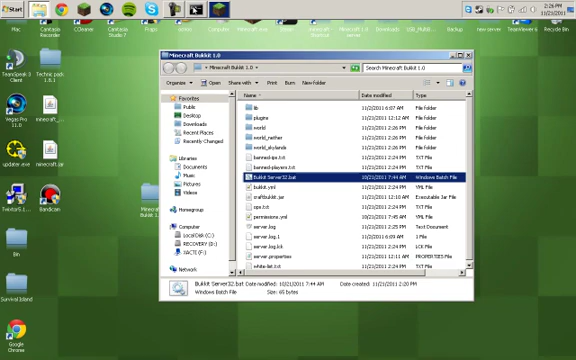 Start
2:26 PM
11/21/2011
Mac
Camtasia Recorder
CCleaner
Camtasia Studio 7
Props
Minecraft 1.0 server
Downloads
Backup
new server
TeamViewer 6
Recycle Bin
TeamSpeak 3 Client
Technic pack
Vegas Pro 11.0
minecraft_...
updater.exe
minecraft.jar
Bandicam
Bin
Survival Island
Google Chrome
Minecraft Bukkit 1.0
Minecraft Bukkit 1.0
Search Minecraft Bukkit 1.0
Organize
Open
Share with
Print
Burn
New folder
Name
Date modified
Type
Favorites
Public
Desktop
Downloads
Recent Places
Recently Changed
Libraries
Documents
Music
Pictures
Videos
Homegroup
Computer
Local Disk (C:)
RECOVERY (D:)
XACTI (F:)
Network
lib 11/2/2011 6:07 AM File folder
plugins 11/21/2011 12:12 AM File folder
world 11/21/2011 2:26 PM File folder
world_nether 11/21/2011 2:26 PM File folder
world_skylands 11/21/2011 2:26 PM File folder
banned-ips.txt 11/21/2011 2:24 PM TXT File
banned-players.txt 11/21/2011 2:24 PM TXT File
Bukkit Server32.bat 10/21/2011 7:44 AM Windows Batch File
bukkit.yml 11/21/2011 2:24 PM YML File
craftbukkit.jar 11/21/2011 12:12 AM Executable Jar File
ops.txt 11/21/2011 2:24 PM TXT File
permissions.yml 11/2/2011 7:45 PM YML File
server.log 11/21/2011 2:25 PM Text Document
server.log.1 11/2/2011 6:09 AM 1 File
server.log.lck 11/21/2011 2:24 PM LCK File
server.properties 11/21/2011 12:11 AM PROPERTIES File
white-list.txt 11/21/2011 2:24 PM TXT File
Bukkit Server32.bat Date modified: 10/21/2011 7:44 AM Date created: 11/21/2011 2:20 PM
Windows Batch File Size: 65 bytes